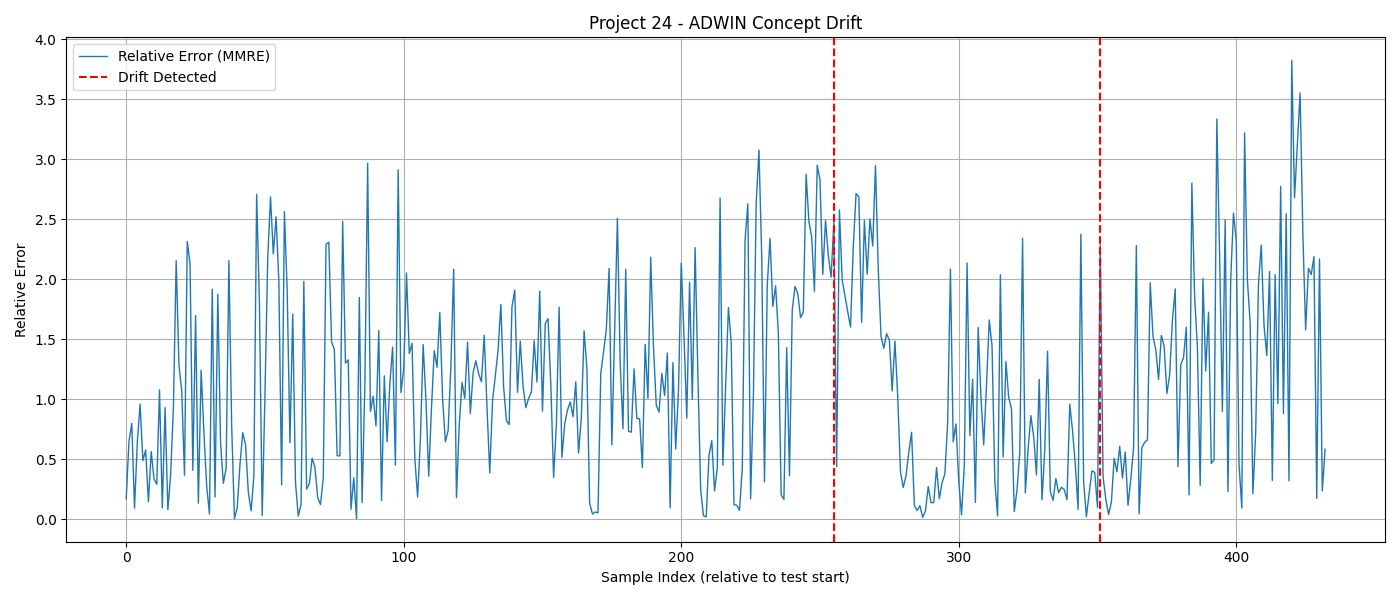 Project 24 - ADWIN Concept Drift
Relative Error (MMRE)
Drift Detected
Relative Error
4.0
3.5
3.0
2.5
2.0
1.5
1.0
0.5
0.0
0
100
200
300
400
Sample Index (relative to test start)